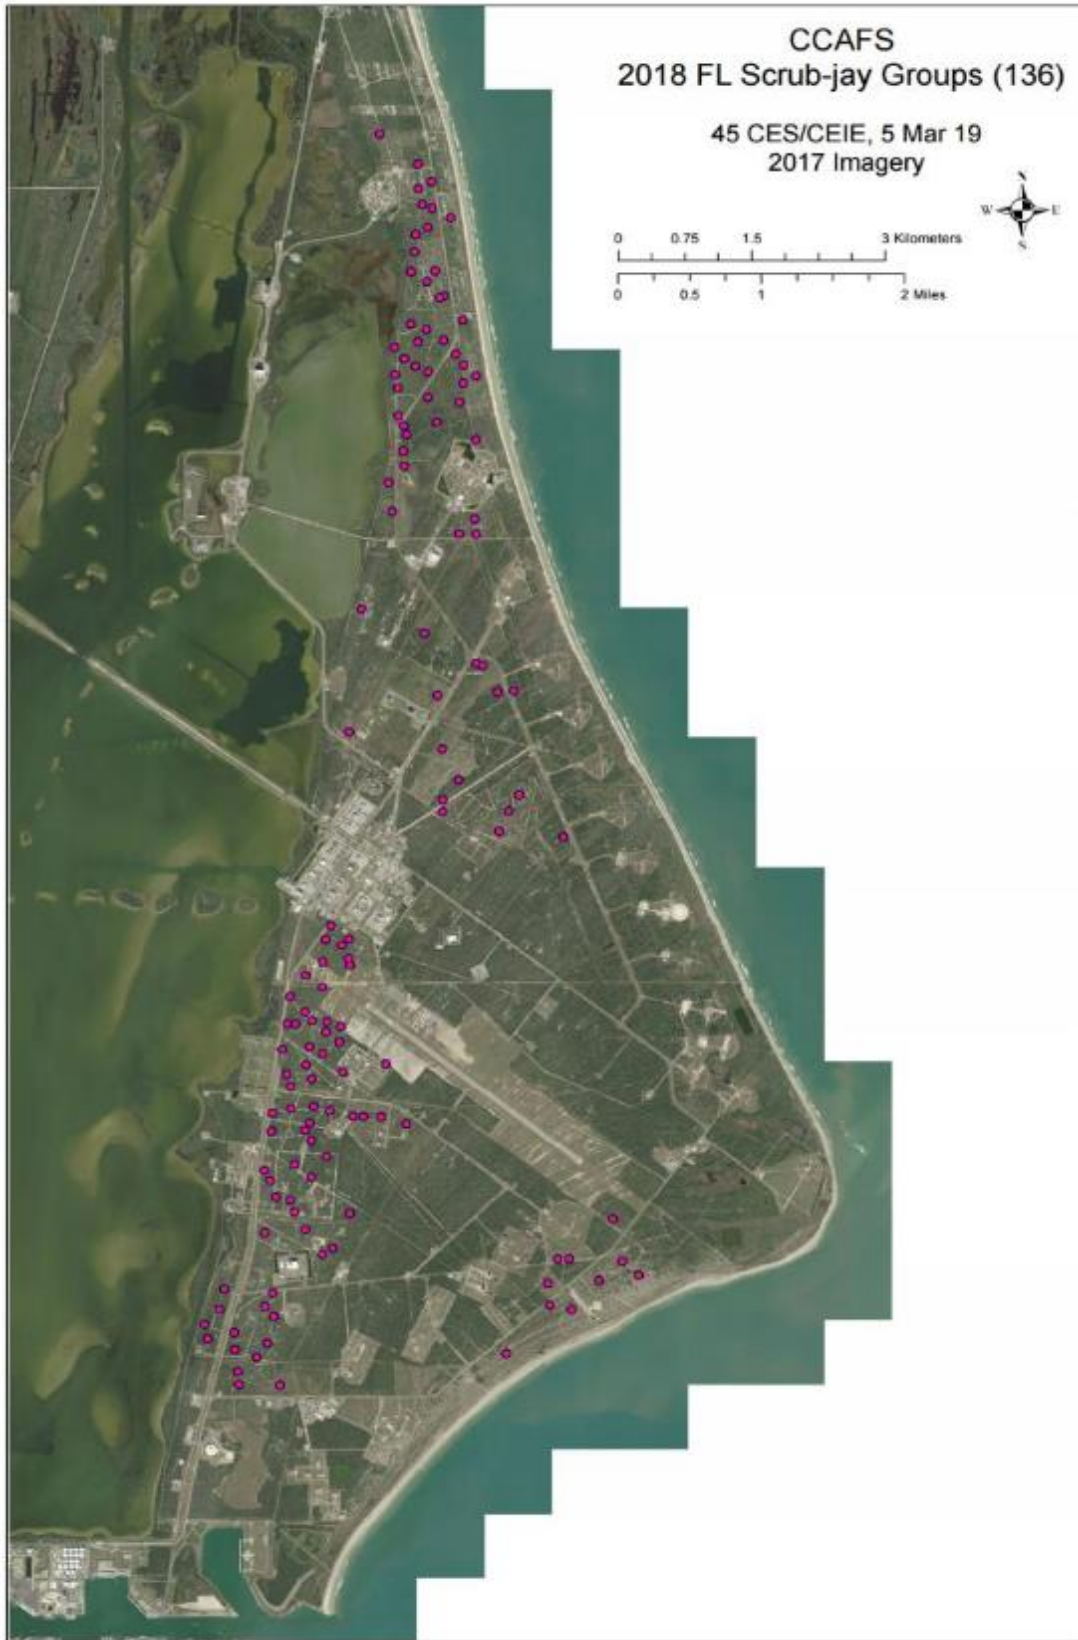 CCAFS
2018 FL Scrub-jay Groups (136)
45 CES/CEIE, 5 Mar 19
2017 Imagery
N
W E
S
0 0.75 1.5 3 Kilometers
0 0.5 1 2 Miles